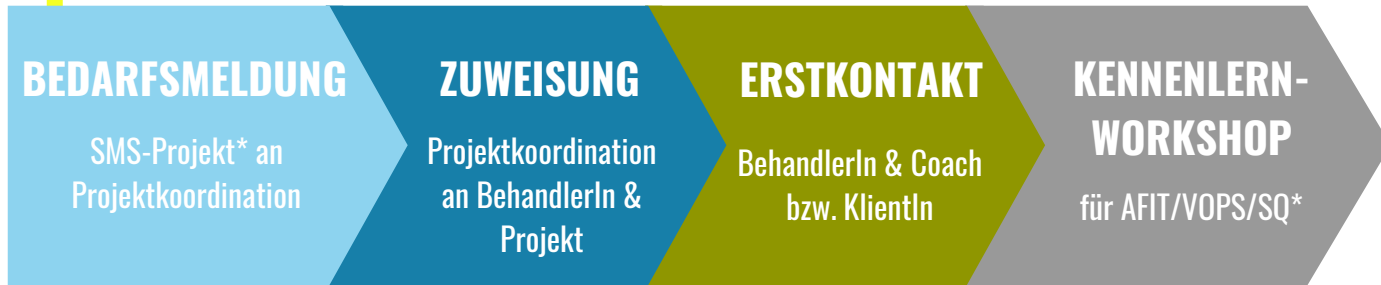 BEDARFSMELDUNG
SMS-Projekt* an
Projektkoordination
ZUWEISUNG
Projektkoordination
an BehandlerIn &
Projekt
ERSTKONTAKT
BehandlerIn & Coach
bzw. KlientIn
KENNENLERN-
WORKSHOP
für AFIT/VOPS/SQ*